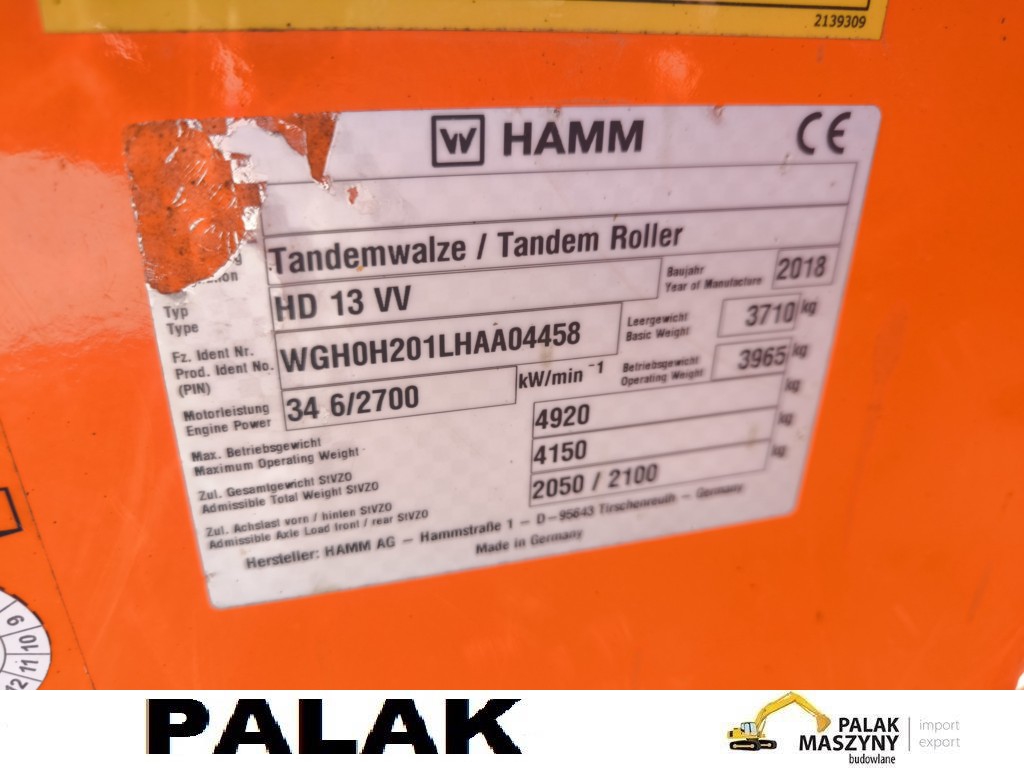 2139309
W HAMM CE
Tandemwalze / Tandem Roller
Typ
Type
HD 13 VV
Baujahr
Year of Manufacture
2018
Fz. Ident Nr.
Prod. Ident No.
(PIN)
WGH0H201LHAA04458
Leergewicht
Basic Weight
3710 kg
Motorleistung
Engine Power
34 6/2700 kW/min -1
Betriebsgewicht
Operating Weight
3965 kg
Max. Betriebsgewicht
Maximum Operating Weight
4920 kg
Zul. Gesamtgewicht StVZO
Admissible Total Weight StVZO
4150 kg
Zul. Achslast vorn / hinten StVZO
Admissible Axle Load front / rear StVZO
2050 / 2100 kg
Hersteller: HAMM AG – Hammstraße 1 – D–95643 Tirschenreuth – Germany
Made in Germany
9
10
11
12
PALAK
PALAK
MASZYNY
budowlane
import
export